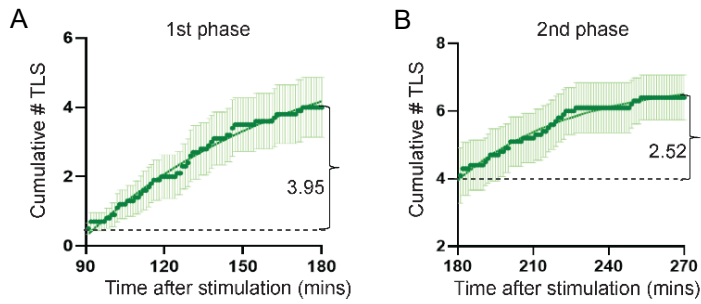 A
1st phase
Cumulative # TLS
6
4
2
0
3.95
90
120
150
180
Time after stimulation (mins)
B
2nd phase
Cumulative # TLS
8
6
4
2
2.52
180
210
240
270
Time after stimulation (mins)